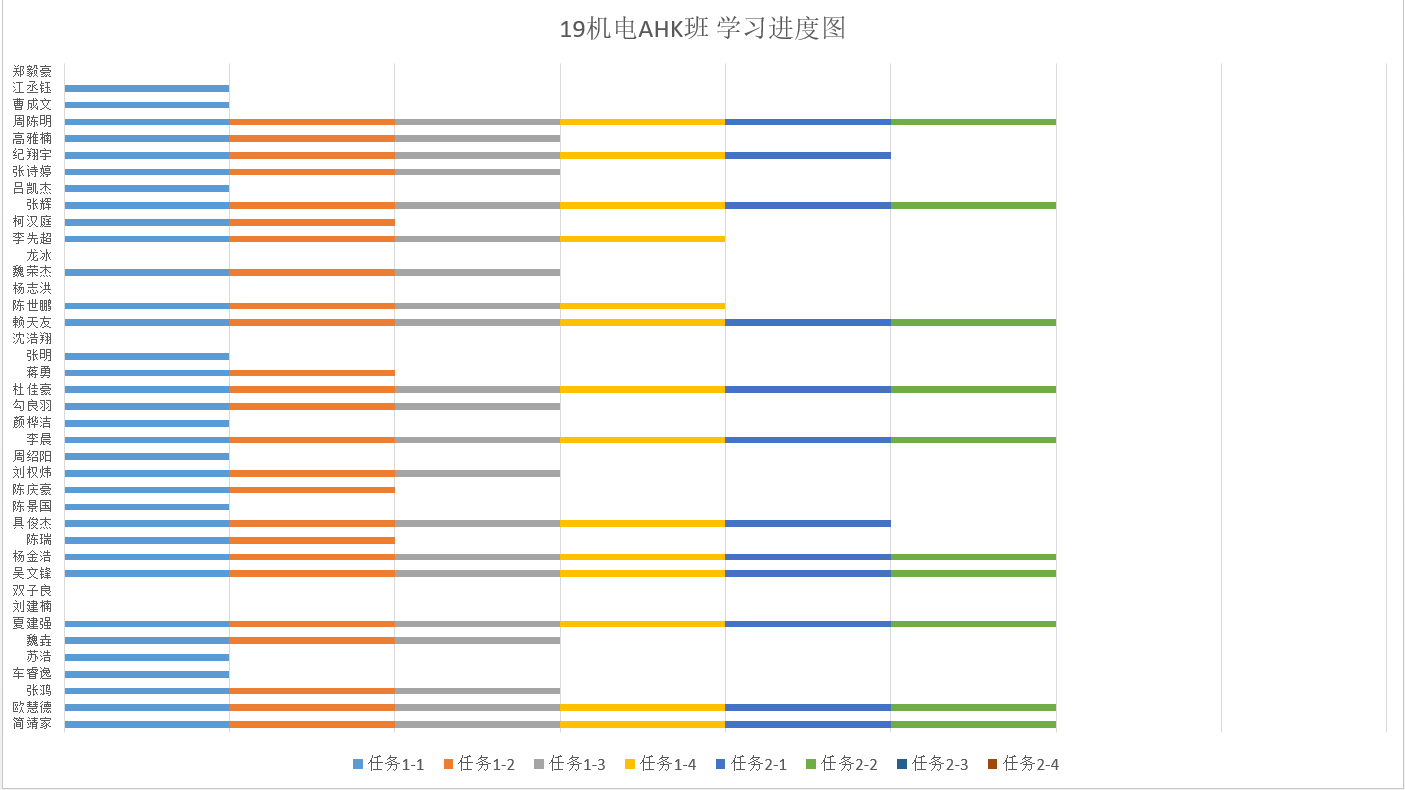 19机电AHK班 学习进度图
郑毅豪
江丞钰
曹成文
周陈明
高雅楠
纪翔宇
张诗婷
吕凯杰
张辉
柯汉庭
李先超
龙冰
魏荣杰
杨志洪
陈世鹏
赖天友
沈浩翔
张明
蒋勇
杜佳豪
勾良羽
颜桦洁
李晨
周绍阳
刘权炜
陈庆豪
陈景国
具俊杰
陈瑞
杨金浩
吴文锋
双子良
刘建楠
夏建强
魏垚
苏浩
车睿逸
张鸿
欧慧德
简靖家
任务1-1 任务1-2 任务1-3 任务1-4 任务2-1 任务2-2 任务2-3 任务2-4